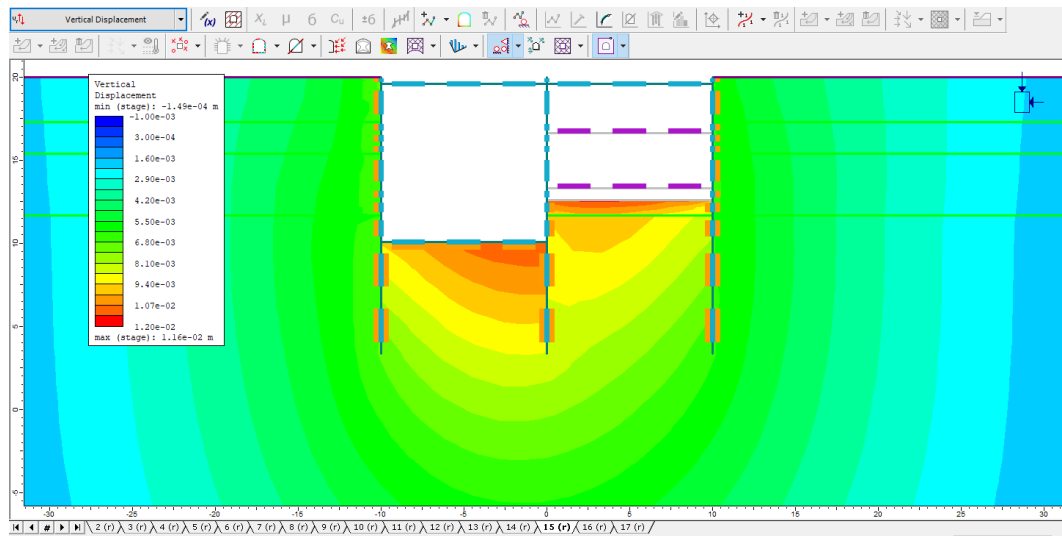 Vertical Displacement
(x)
XL μ б Cu ±б
Vertical
Displacement
min (stage): -1.49e-04 m
-1.00e-03
3.00e-04
1.60e-03
2.90e-03
4.20e-03
5.50e-03
6.80e-03
8.10e-03
9.40e-03
1.07e-02
1.20e-02
max (stage): 1.16e-02 m
20
15
10
5
0
-5
-30 -25 -20 -15 -10 -5 0 5 10 15 20 25 30
# 2 (r) 3 (r) 4 (r) 5 (r) 6 (r) 7 (r) 8 (r) 9 (r) 10 (r) 11 (r) 12 (r) 13 (r) 14 (r) 15 (r) 16 (r) 17 (r)